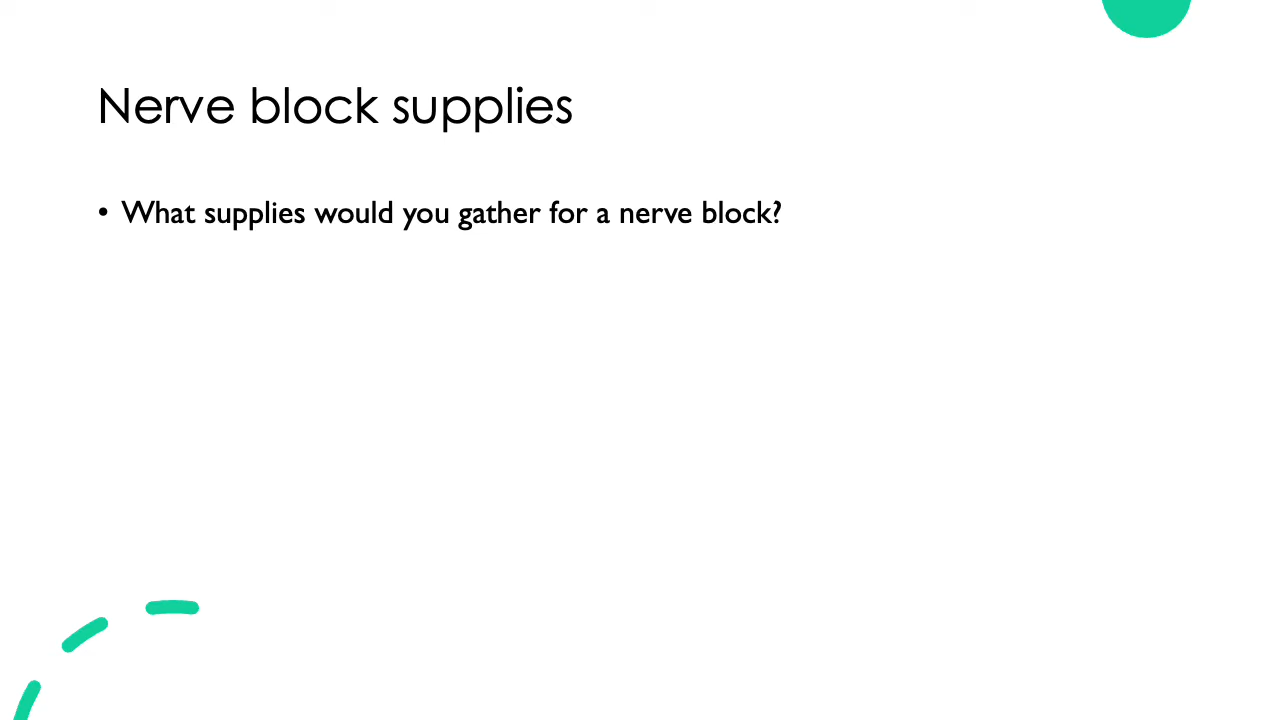 Nerve block supplies
• What supplies would you gather for a nerve block?